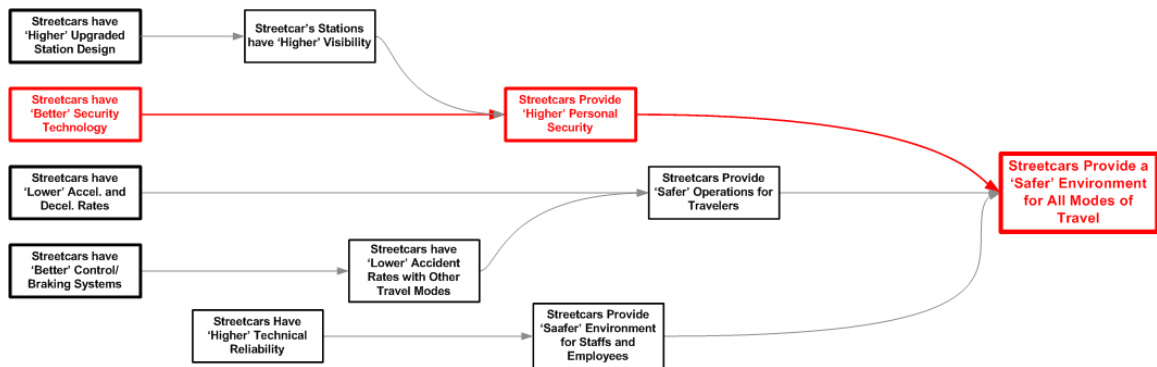 Streetcars have
‘Higher’ Upgraded
Station Design
Streetcar’s Stations
have ‘Higher’ Visibility
Streetcars have
‘Better’ Security
Technology
Streetcars Provide
‘Higher’ Personal
Security
Streetcars have
‘Lower’ Accel. and
Decel. Rates
Streetcars Provide
‘Safer’ Operations for
Travelers
Streetcars Provide a
‘Safer’ Environment
for All Modes of
Travel
Streetcars have
‘Better’ Control/
Braking Systems
Streetcars have
‘Lower’ Accident
Rates with Other
Travel Modes
Streetcars Have
‘Higher’ Technical
Reliability
Streetcars Provide
‘Saafer’ Environment
for Staffs and
Employees